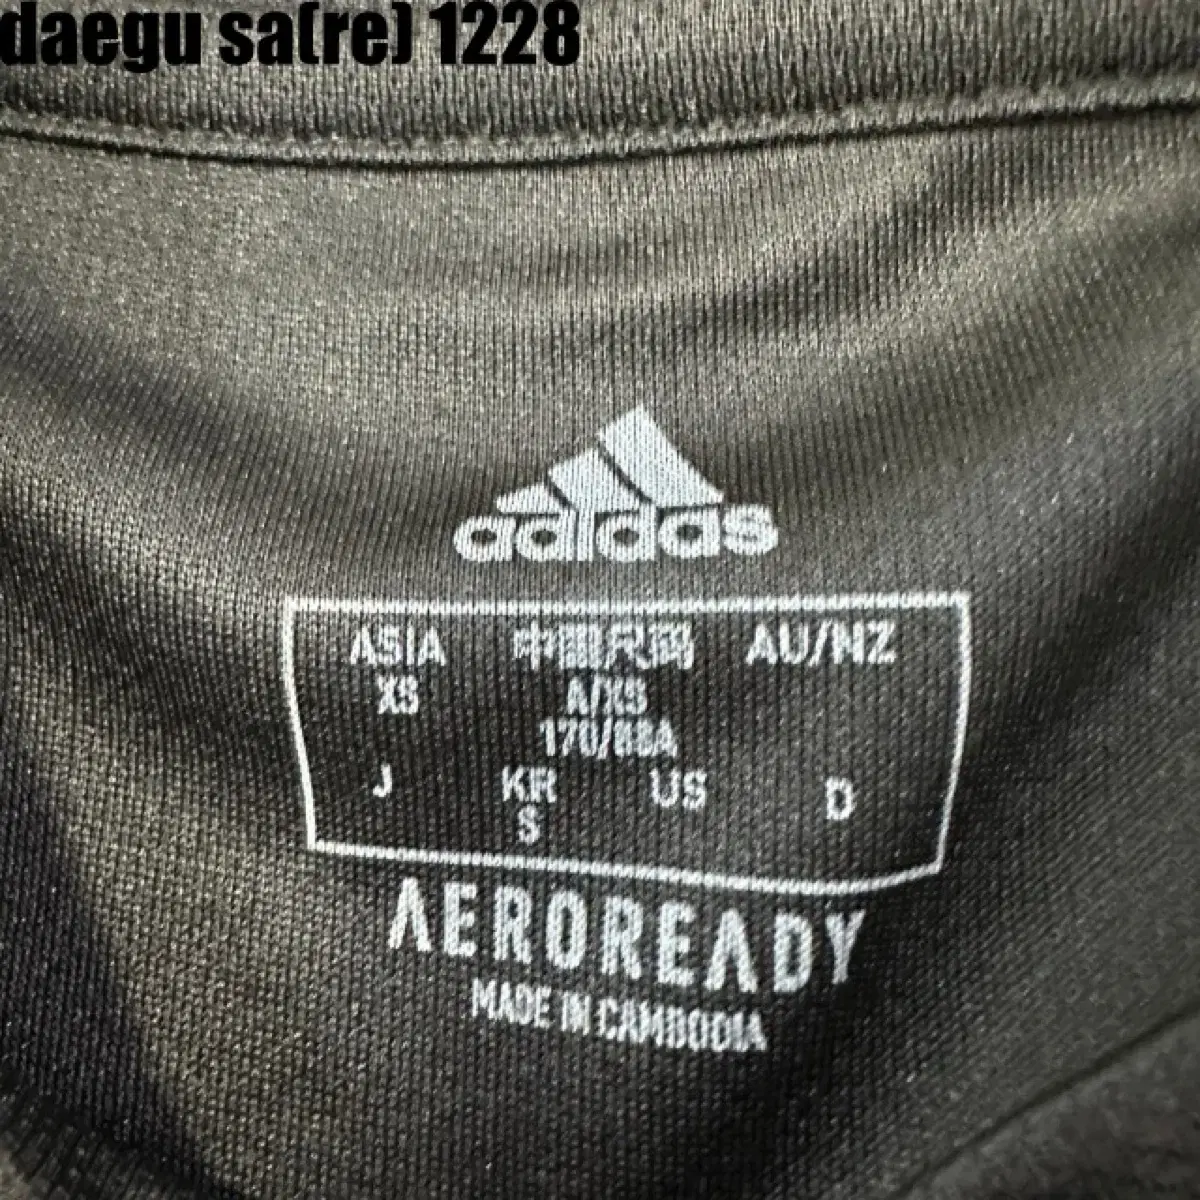 daegu sa(re) 1228
adidas
ASIA 中国尺码 AU/NZ
XS A/XS
170/88A
J KR US D
S
AEROREADY
MADE IN CAMBODIA